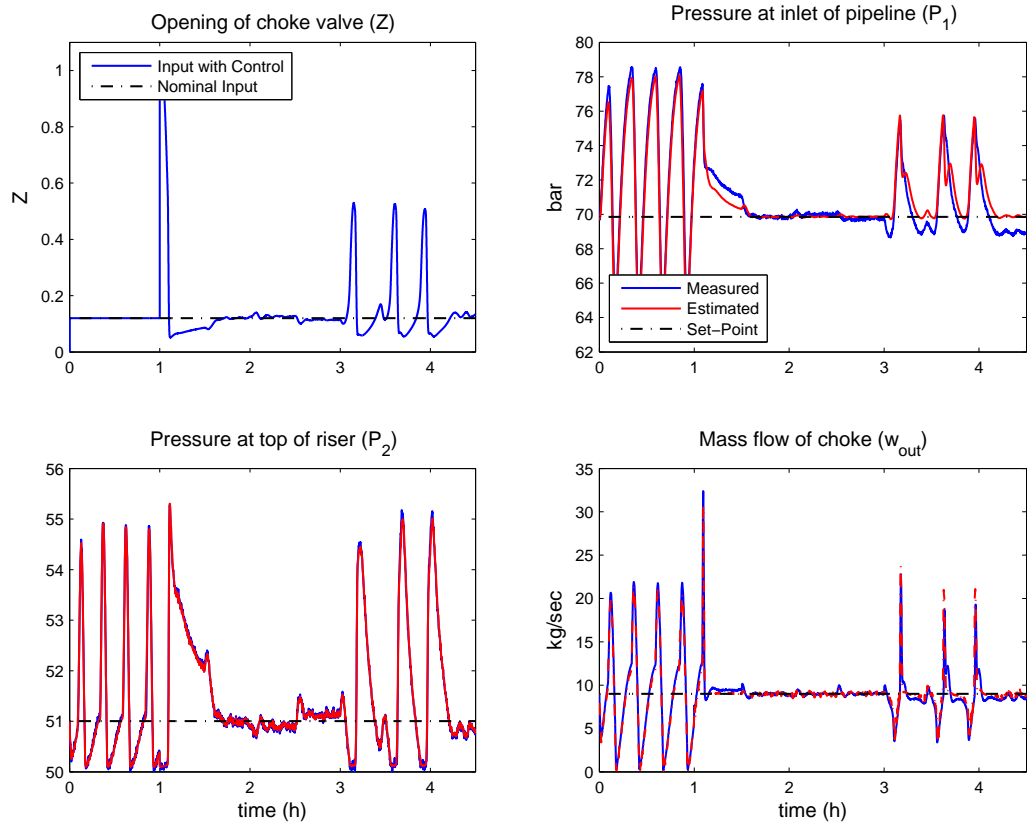 Opening of choke valve (Z)
1
0.8
0.6
0.4
0.2
0
Z
Input with Control
Nominal Input
0 1 2 3 4
Pressure at inlet of pipeline (P1)
80
78
76
74
72
70
68
66
64
62
bar
Measured
Estimated
Set-Point
0 1 2 3 4
Pressure at top of riser (P2)
56
55
54
53
52
51
50
0 1 2 3 4
time (h)
Mass flow of choke (wout)
35
30
25
20
15
10
5
0
kg/sec
0 1 2 3 4
time (h)